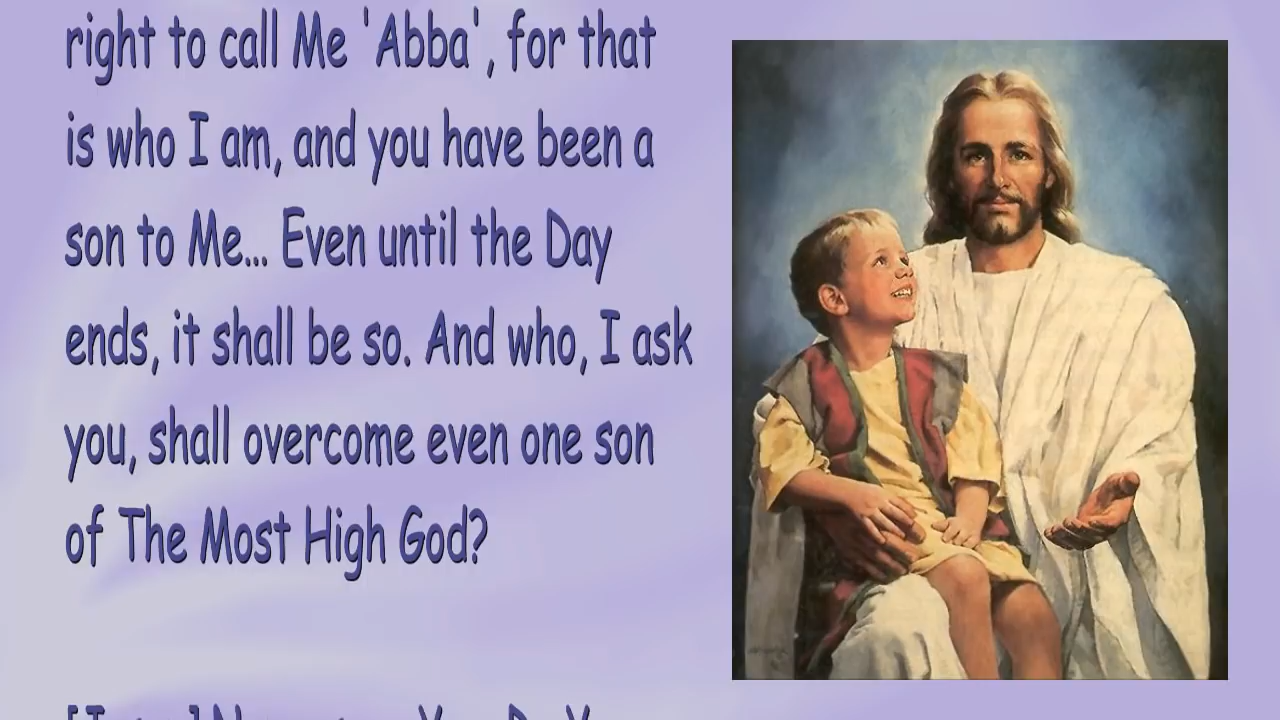 right to call Me 'Abba', for that
is who I am, and you have been a
son to Me... Even until the Day
ends, it shall be so. And who, I ask
you, shall overcome even one son
of The Most High God?